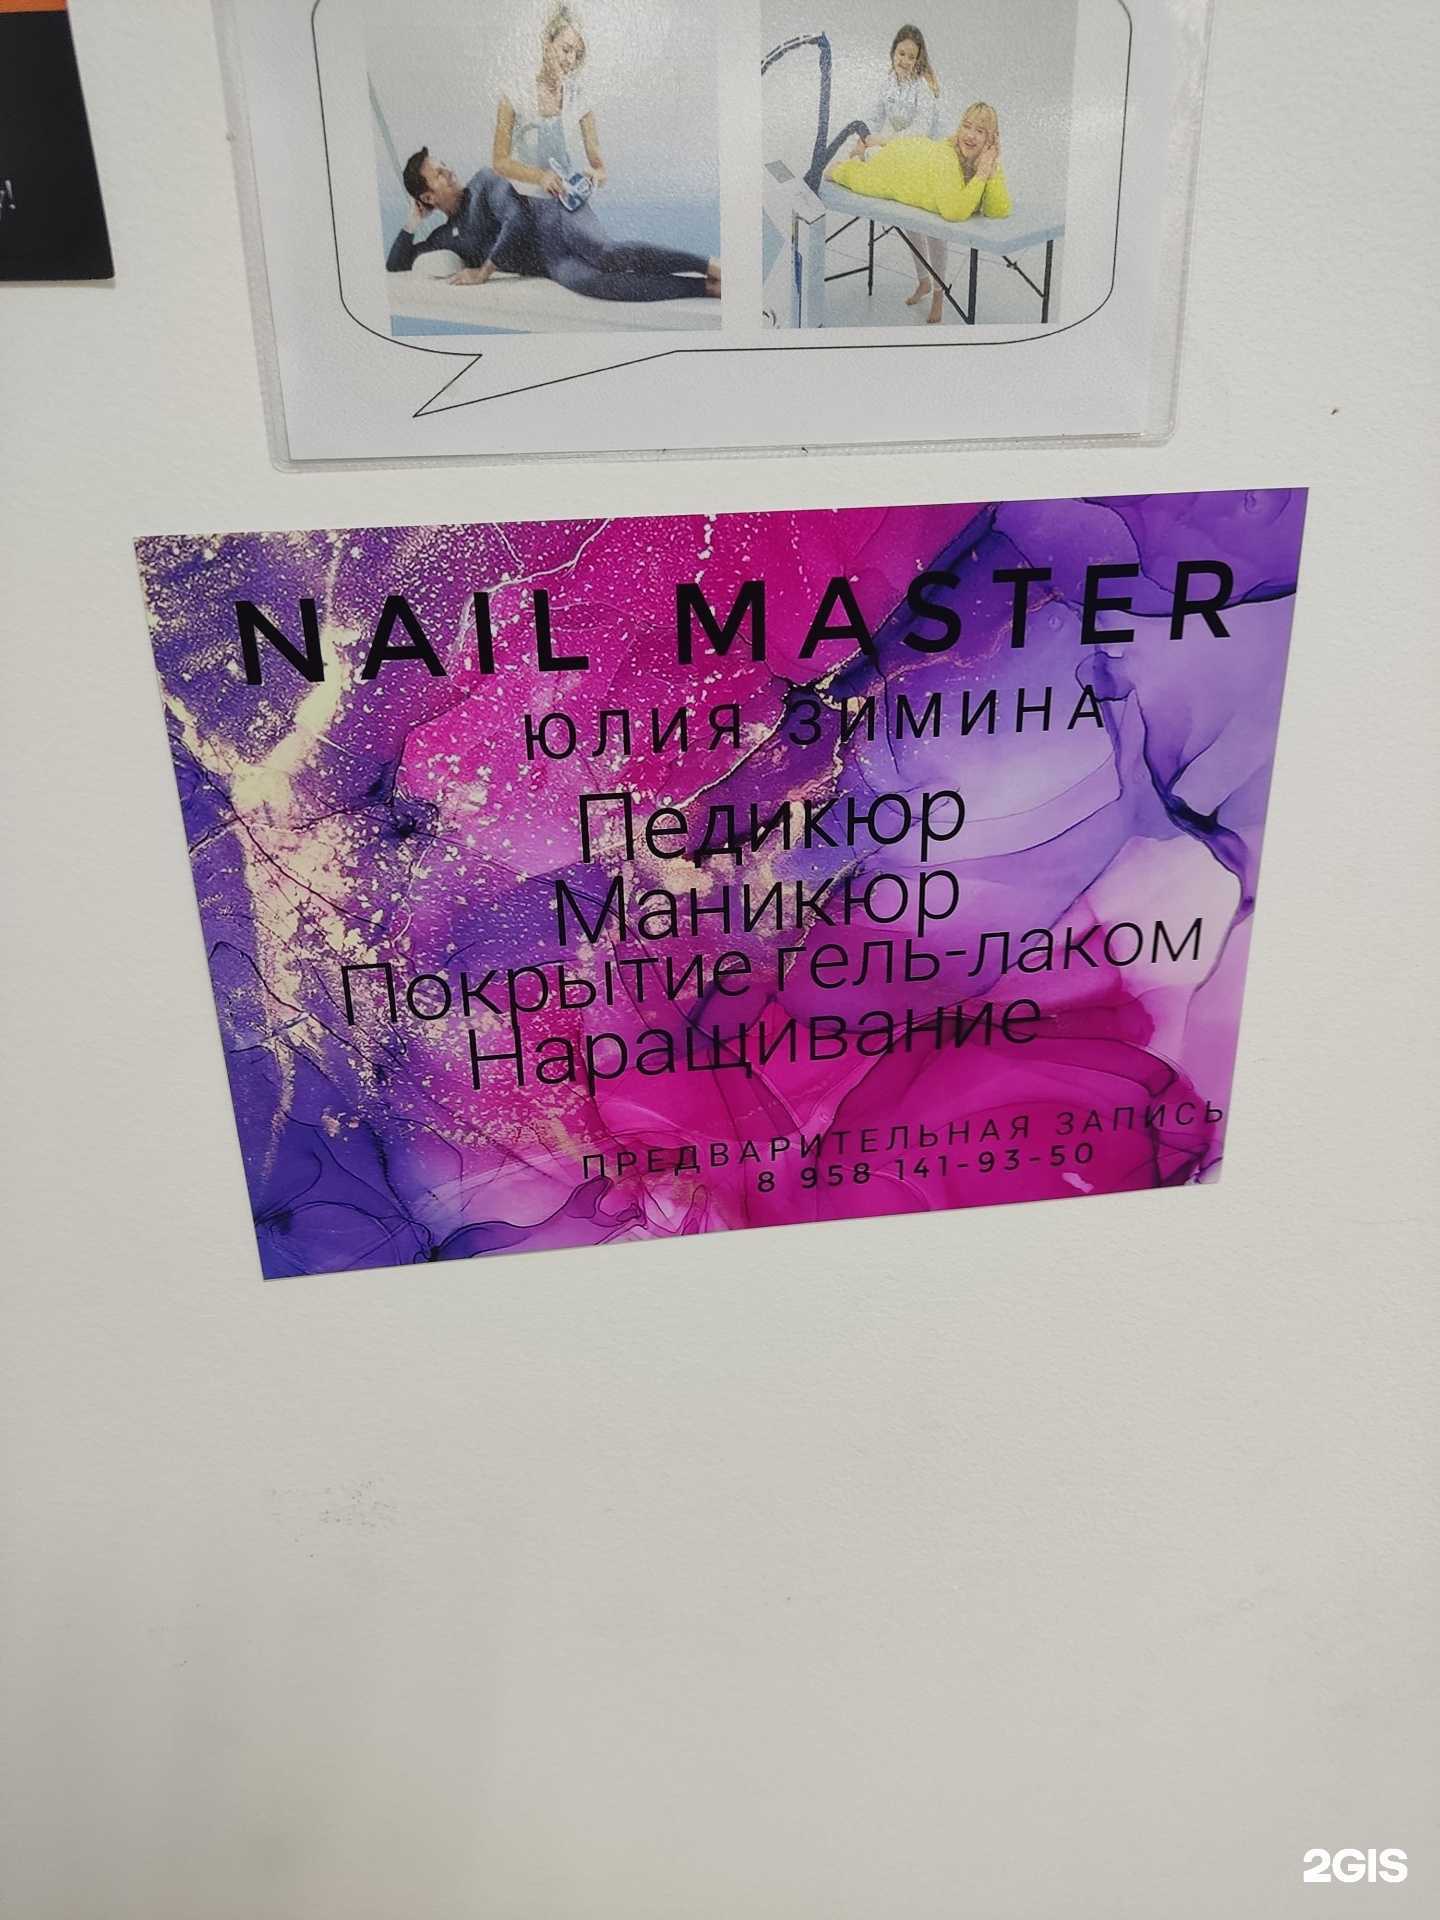 NAIL MASTER
ЮЛИЯ ЗИМИНА
Педикюр
Маникюр
Покрытие гель-лаком
Наращивание
ПРЕДВАРИТЕЛЬНАЯ ЗАПИСЬ
8 958 141-93-50
2GIS